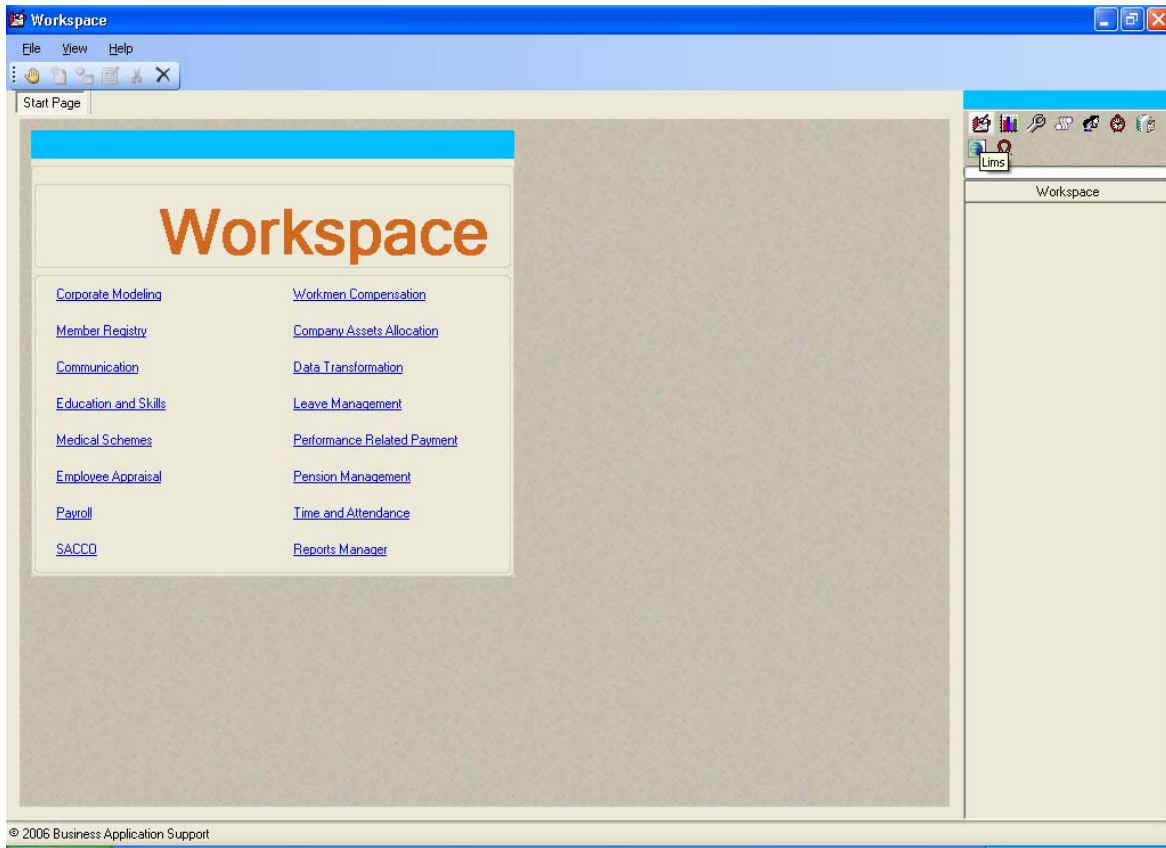 Workspace
File View Help
Start Page
Lims
Workspace
Workspace
Corporate Modeling
Workmen Compensation
Member Registry
Company Assets Allocation
Communication
Data Transformation
Education and Skills
Leave Management
Medical Schemes
Performance Related Payment
Employee Appraisal
Pension Management
Payroll
Time and Attendance
SACCO
Reports Manager
© 2006 Business Application Support